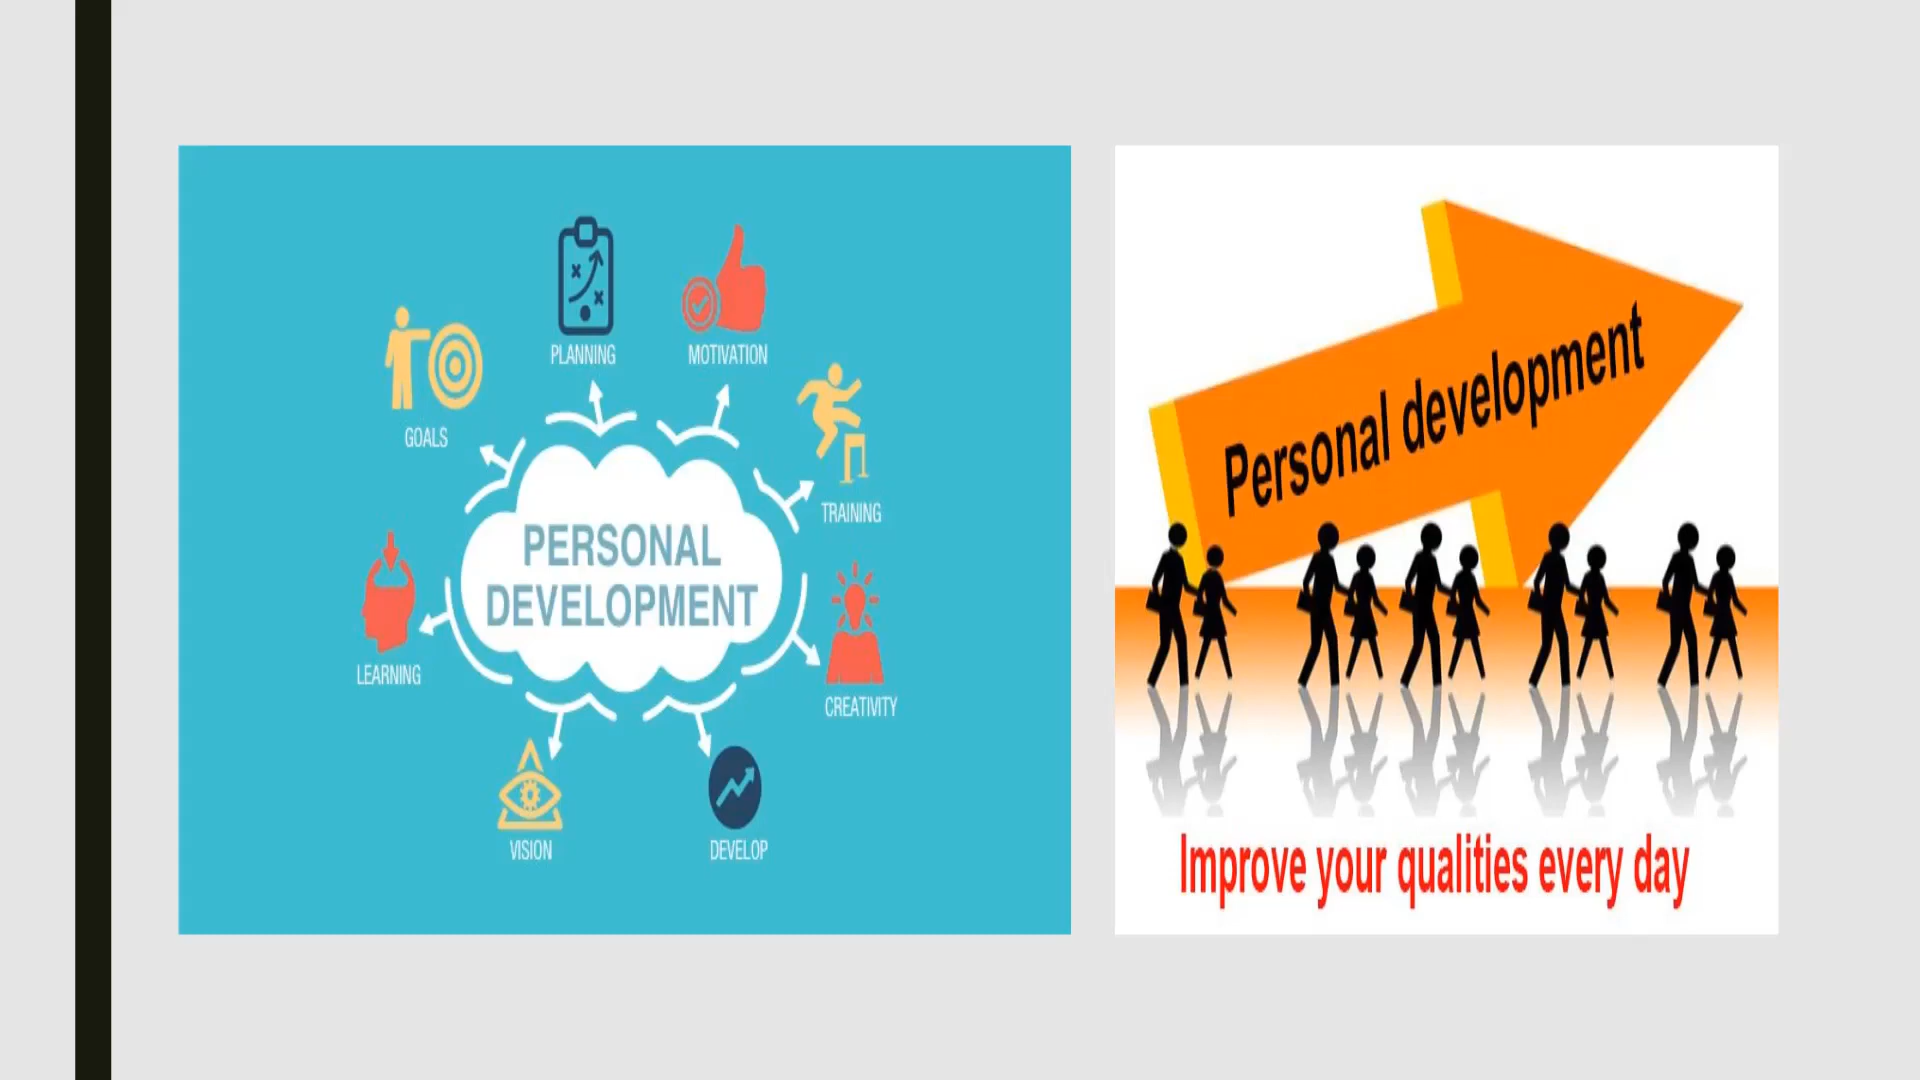 PLANNING
MOTIVATION
GOALS
TRAINING
PERSONAL
DEVELOPMENT
LEARNING
CREATIVITY
VISION
DEVELOP
Personal development
Improve your qualities every day